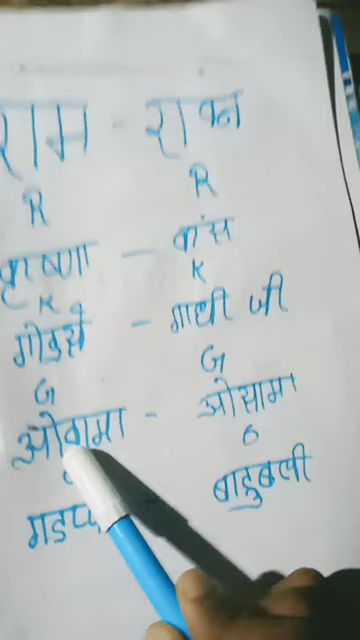 राम - रावन
R R
कृष्णा - कंस
K K
गोडसे - गाधी जी
G G
ओबामा - ओसामा
O
बाहुबली